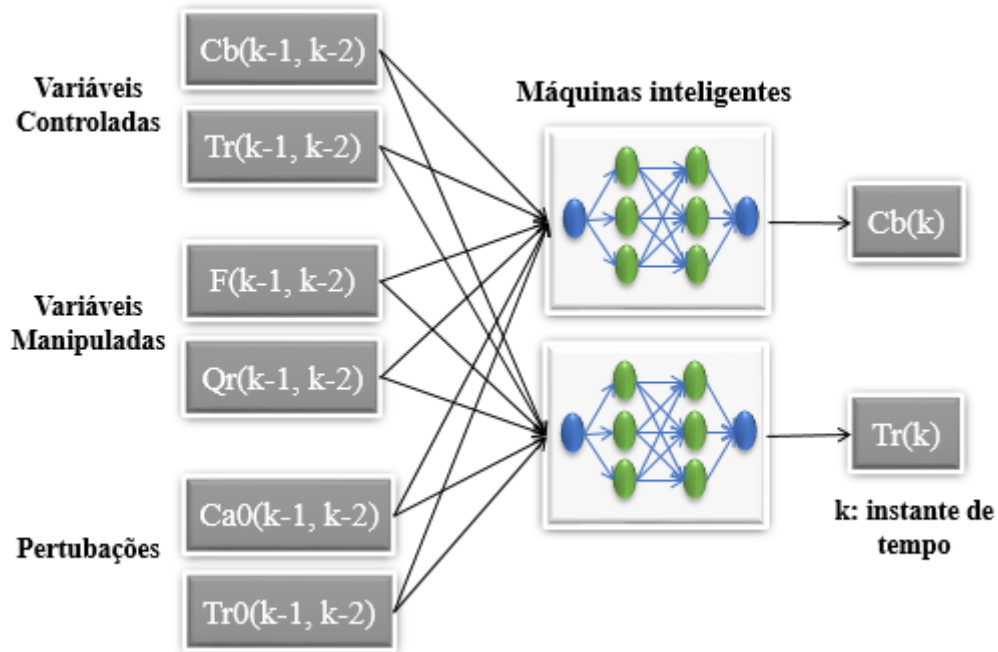 Variáveis
Controladas
Cb(k-1, k-2)
Tr(k-1, k-2)
Variáveis
Manipuladas
F(k-1, k-2)
Qr(k-1, k-2)
Pertubações
Ca0(k-1, k-2)
Tr0(k-1, k-2)
Máquinas inteligentes
Cb(k)
Tr(k)
k: instante de
tempo